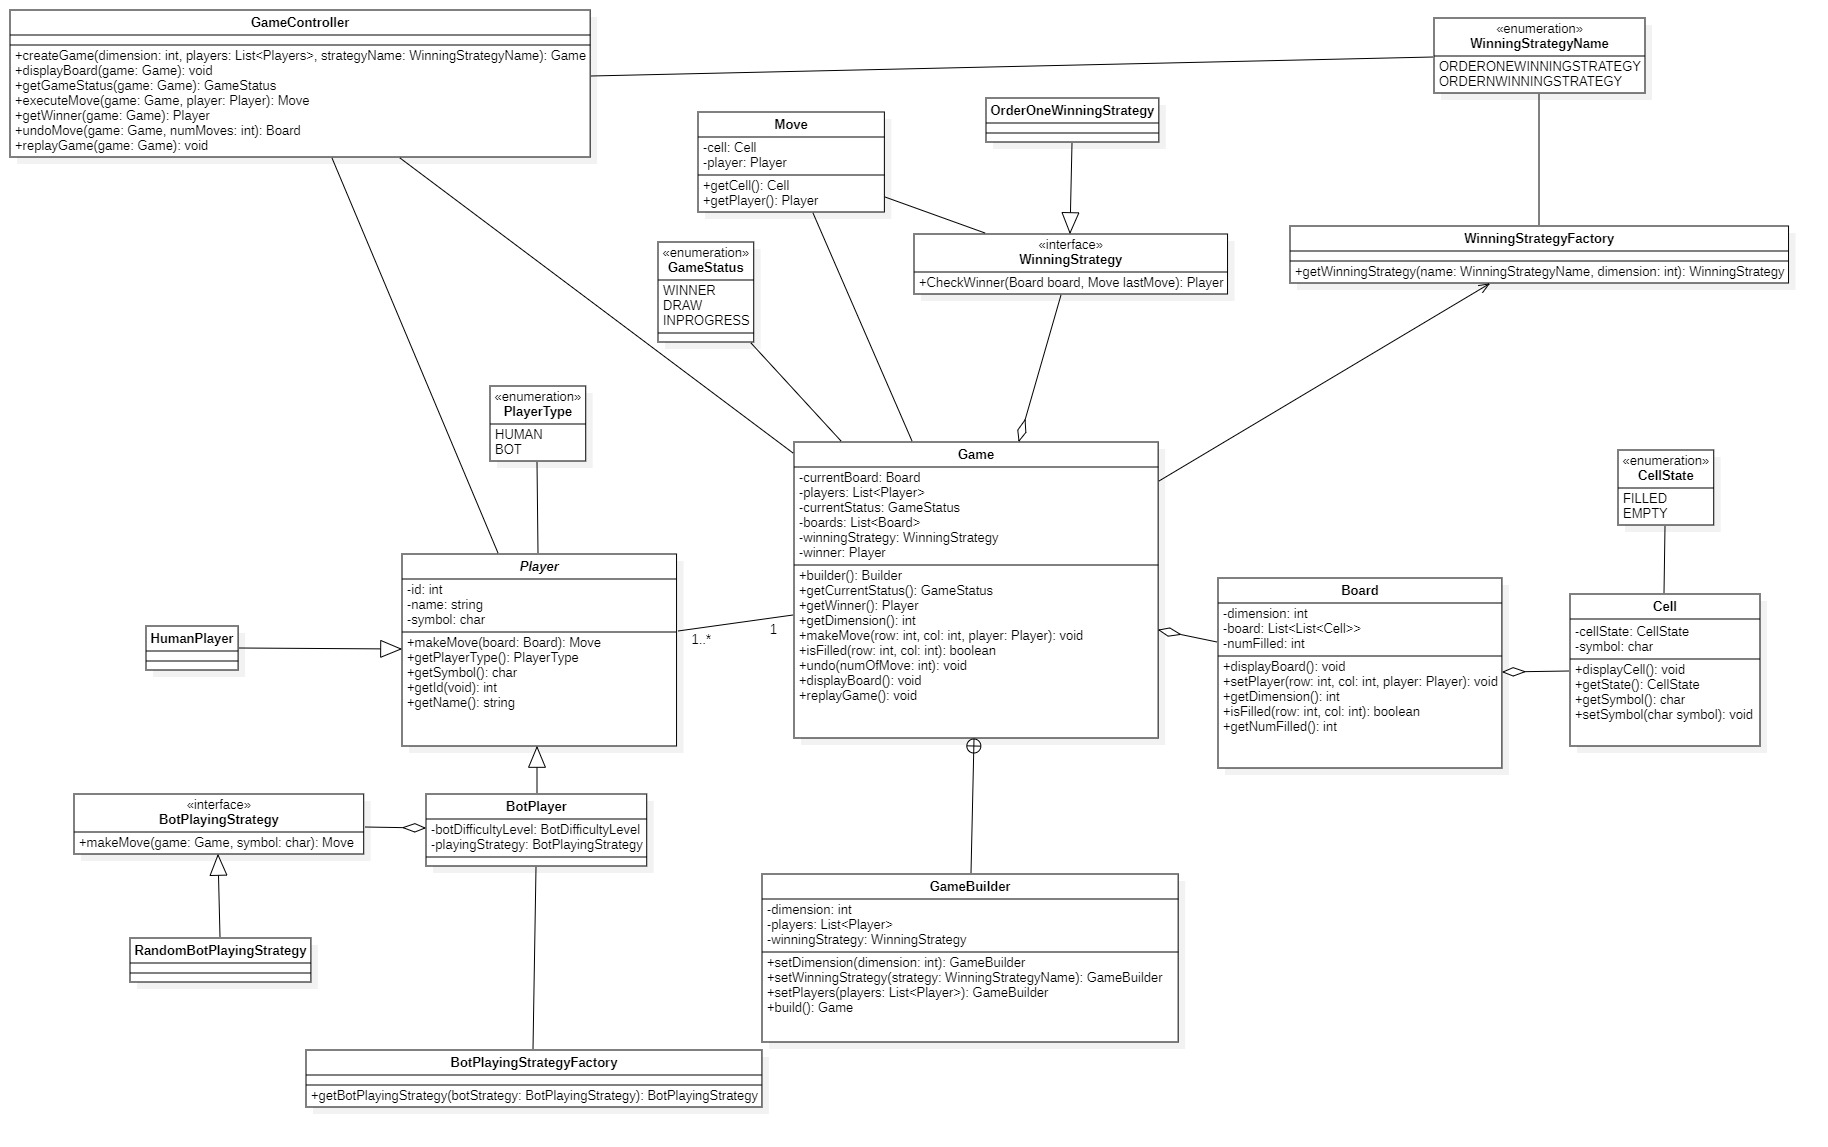 GameController
+createGame(dimension: int, players: List<Players>, strategyName: WinningStrategyName): Game
+displayBoard(game: Game): void
+getGameStatus(game: Game): GameStatus
+executeMove(game: Game, player: Player): Move
+getWinner(game: Game): Player
+undoMove(game: Game, numMoves: int): Board
+replayGame(game: Game): void
«enumeration»
WinningStrategyName
ORDERONEWINNINGSTRATEGY
ORDERNWINNINGSTRATEGY
OrderOneWinningStrategy
Move
-cell: Cell
-player: Player
+getCell(): Cell
+getPlayer(): Player
«enumeration»
GameStatus
WINNER
DRAW
INPROGRESS
«interface»
WinningStrategy
+CheckWinner(Board board, Move lastMove): Player
WinningStrategyFactory
+getWinningStrategy(name: WinningStrategyName, dimension: int): WinningStrategy
«enumeration»
PlayerType
HUMAN
BOT
Game
-currentBoard: Board
-players: List<Player>
-currentStatus: GameStatus
-boards: List<Board>
-winningStrategy: WinningStrategy
-winner: Player
+builder(): Builder
+getCurrentStatus(): GameStatus
+getWinner(): Player
+getDimension(): int
+makeMove(row: int, col: int, player: Player): void
+isFilled(row: int, col: int): boolean
+undo(numOfMove: int): void
+displayBoard(): void
+replayGame(): void
«enumeration»
CellState
FILLED
EMPTY
Player
-id: int
-name: string
-symbol: char
+makeMove(board: Board): Move
+getPlayerType(): PlayerType
+getSymbol(): char
+getId(void): int
+getName(): string
1..*
1
HumanPlayer
Board
-dimension: int
-board: List<List<Cell>>
-numFilled: int
+displayBoard(): void
+setPlayer(row: int, col: int, player: Player): void
+getDimension(): int
+isFilled(row: int, col: int): boolean
+getNumFilled(): int
Cell
-cellState: CellState
-symbol: char
+displayCell(): void
+getState(): CellState
+getSymbol(): char
+setSymbol(char symbol): void
«interface»
BotPlayingStrategy
+makeMove(game: Game, symbol: char): Move
BotPlayer
-botDifficultyLevel: BotDifficultyLevel
-playingStrategy: BotPlayingStrategy
RandomBotPlayingStrategy
GameBuilder
-dimension: int
-players: List<Player>
-winningStrategy: WinningStrategy
+setDimension(dimension: int): GameBuilder
+setWinningStrategy(strategy: WinningStrategyName): GameBuilder
+setPlayers(players: List<Player>): GameBuilder
+build(): Game
BotPlayingStrategyFactory
+getBotPlayingStrategy(botStrategy: BotPlayingStrategy): BotPlayingStrategy